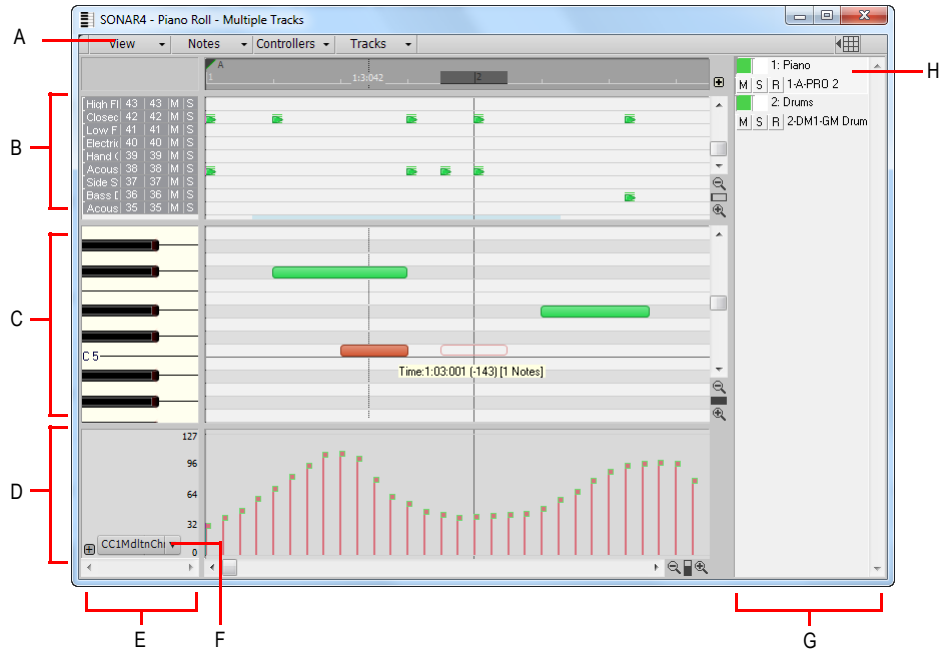 SONAR4 - Piano Roll - Multiple Tracks
A
View Notes Controllers Tracks
H
A
1 1:3:042 2
1: Piano
M S R 1-A-PRO 2
2: Drums
M S R 2-DM1-GM Drum
B
High Fl 43 43 M S
Closec 42 42 M S
Low F 41 41 M S
Electric 40 40 M S
Hand ( 39 39 M S
Acous 38 38 M S
Side S 37 37 M S
Bass [ 36 36 M S
Acous 35 35 M S
C
C 5
Time:1:03:001 (-143) [1 Notes]
D
127
96
64
32
0
CC1MdltnChr
E
F
G